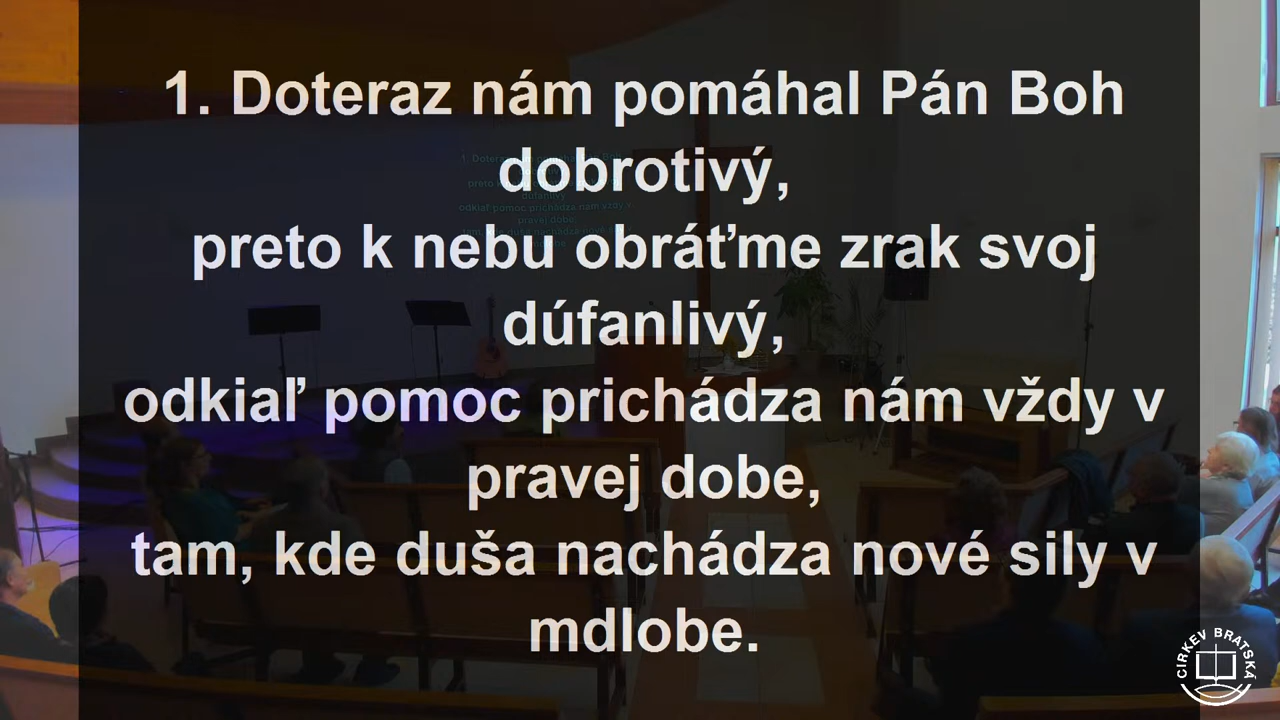 1. Doteraz nám pomáhal Pán Boh
dobrotivý,
preto k nebu obráťme zrak svoj
dúfanlivý,
odkiaľ pomoc prichádza nám vždy v
pravej dobe,
tam, kde duša nachádza nové sily v
mdlobe.
CIRKEV BRATSKÁ